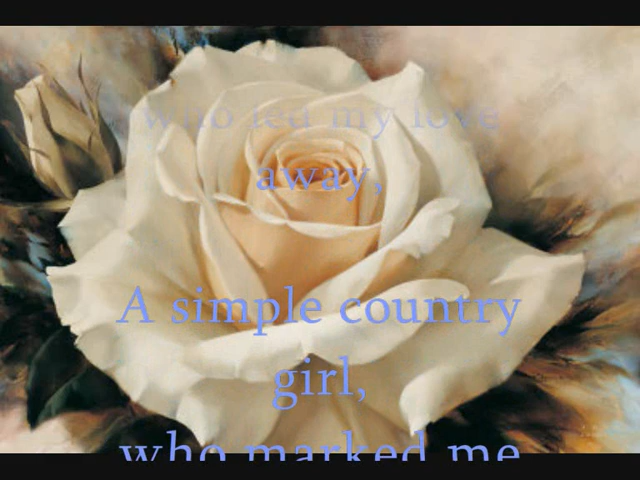 who led my love
away,
A simple country
girl,
who marked me